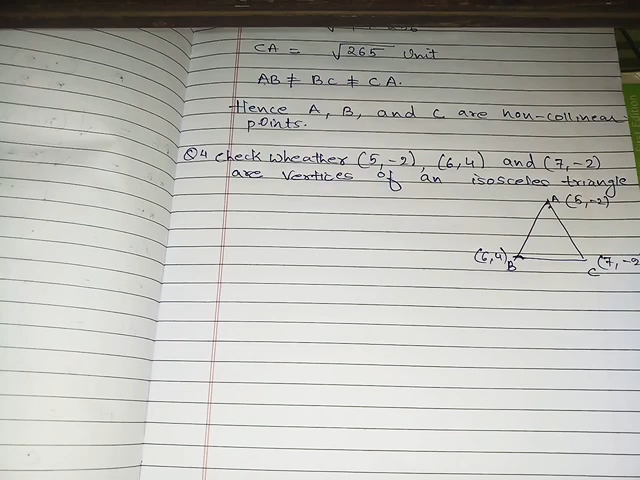 CA = √265 Unit
AB ≠ BC ≠ CA.
Hence A, B, and C are non-collinear
points.
Q4 check wheather (5,-2), (6,4) and (7,-2)
are vertices of an isosceles triangle
A (5,-2)
(6,4) B
C (7,-2